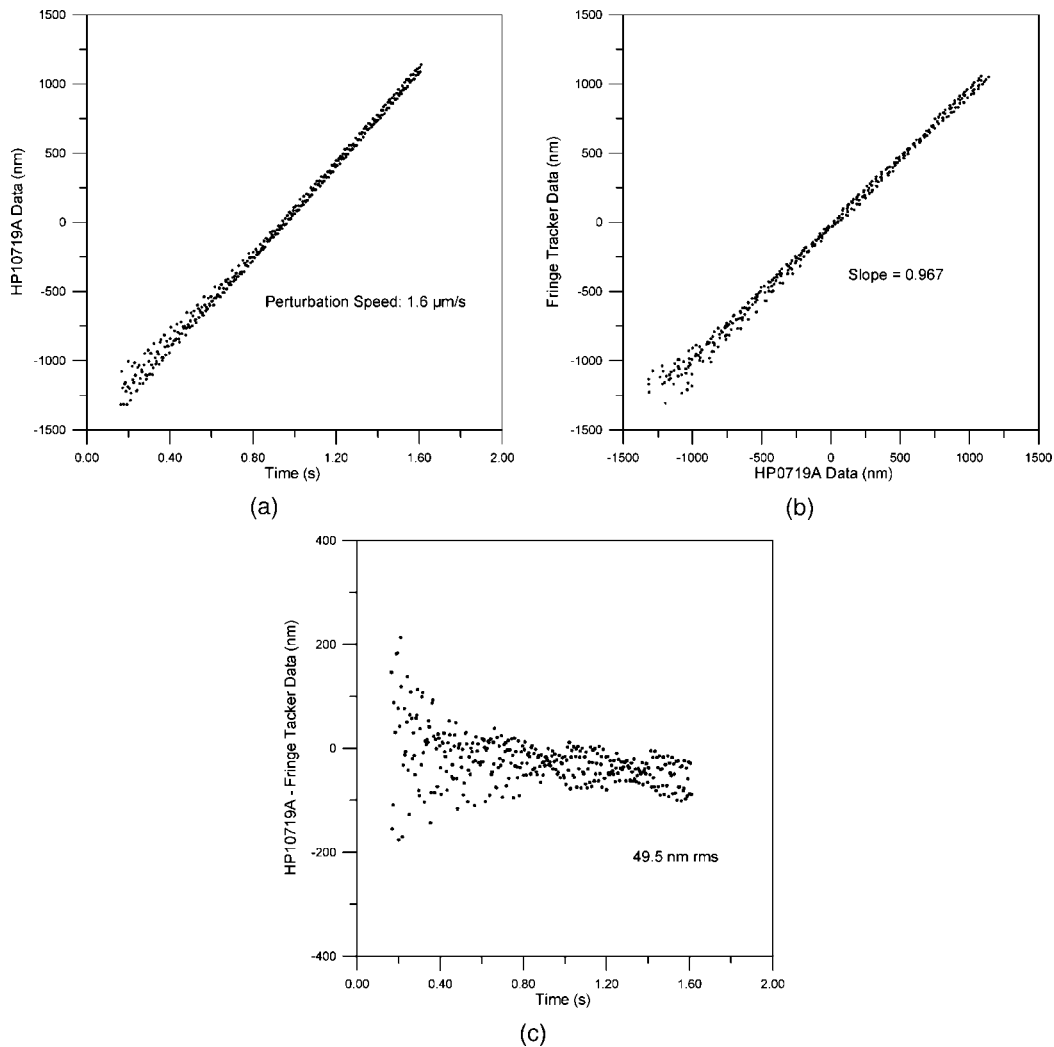 1500
1000
500
0
-500
-1000
-1500
HP10719A Data (nm)
Perturbation Speed: 1.6 µm/s
0.00 0.40 0.80 1.20 1.60 2.00
Time (s)
(a)
1500
1000
500
0
-500
-1000
-1500
Fringe Tracker Data (nm)
Slope = 0.967
-1500 -1000 -500 0 500 1000 1500
HP0719A Data (nm)
(b)
400
200
0
-200
-400
HP10719A - Fringe Tacker Data (nm)
49.5 nm rms
0.00 0.40 0.80 1.20 1.60 2.00
Time (s)
(c)